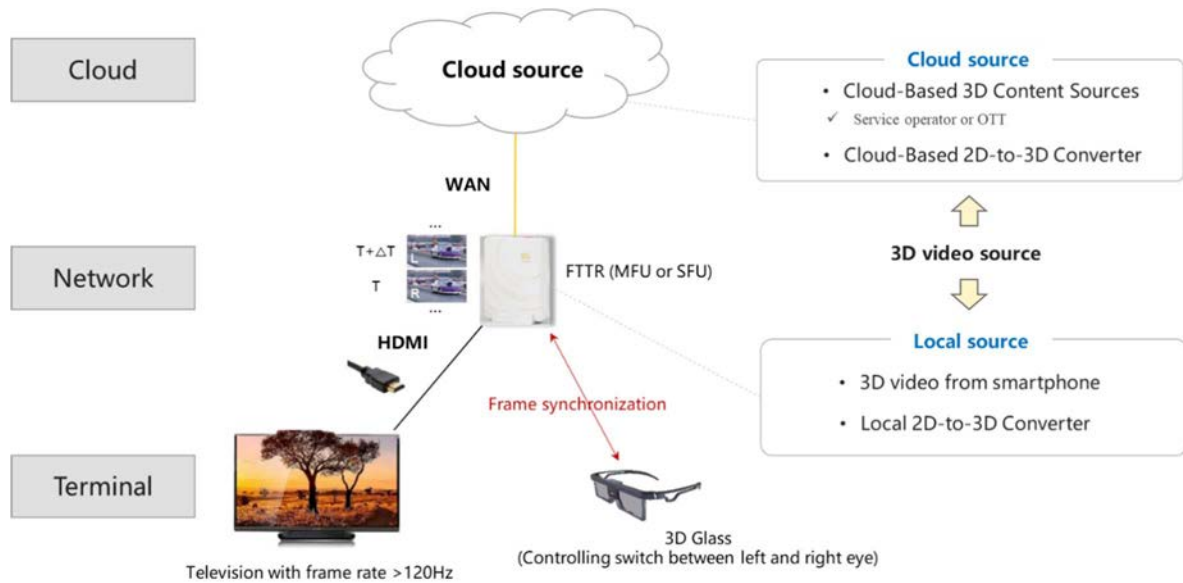 Cloud
Cloud source
Cloud source
• Cloud-Based 3D Content Sources
✓ Service operator or OTT
• Cloud-Based 2D-to-3D Converter
WAN
Network
...
T+△T
L
T
R
...
FTTR (MFU or SFU)
3D video source
HDMI
Frame synchronization
Local source
• 3D video from smartphone
• Local 2D-to-3D Converter
Terminal
3D Glass
(Controlling switch between left and right eye)
Television with frame rate >120Hz